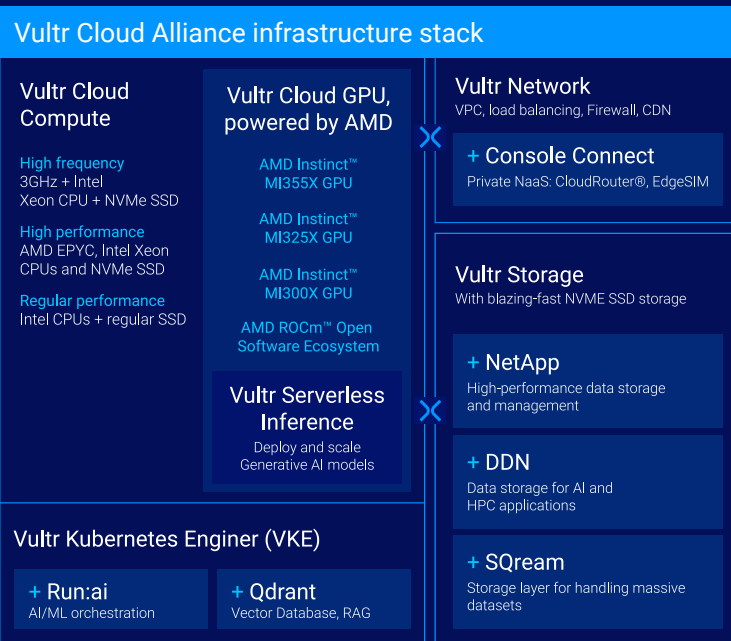 Vultr Cloud Alliance infrastructure stack
Vultr Cloud
Compute
High frequency
3GHz + Intel
Xeon CPU + NVMe SSD
High performance
AMD EPYC, Intel Xeon
CPUs and NVMe SSD
Regular performance
Intel CPUs + regular SSD
Vultr Cloud GPU,
powered by AMD
AMD Instinct™
MI355X GPU
AMD Instinct™
MI325X GPU
AMD Instinct™
MI300X GPU
AMD ROCm™ Open
Software Ecosystem
Vultr Serverless
Inference
Deploy and scale
Generative AI models
Vultr Kubernetes Enginer (VKE)
+ Run:ai
AI/ML orchestration
+ Qdrant
Vector Database, RAG
Vultr Network
VPC, load balancing, Firewall, CDN
+ Console Connect
Private NaaS: CloudRouter®, EdgeSIM
Vultr Storage
With blazing-fast NVME SSD storage
+ NetApp
High-performance data storage
and management
+ DDN
Data storage for AI and
HPC applications
+ SQream
Storage layer for handling massive
datasets